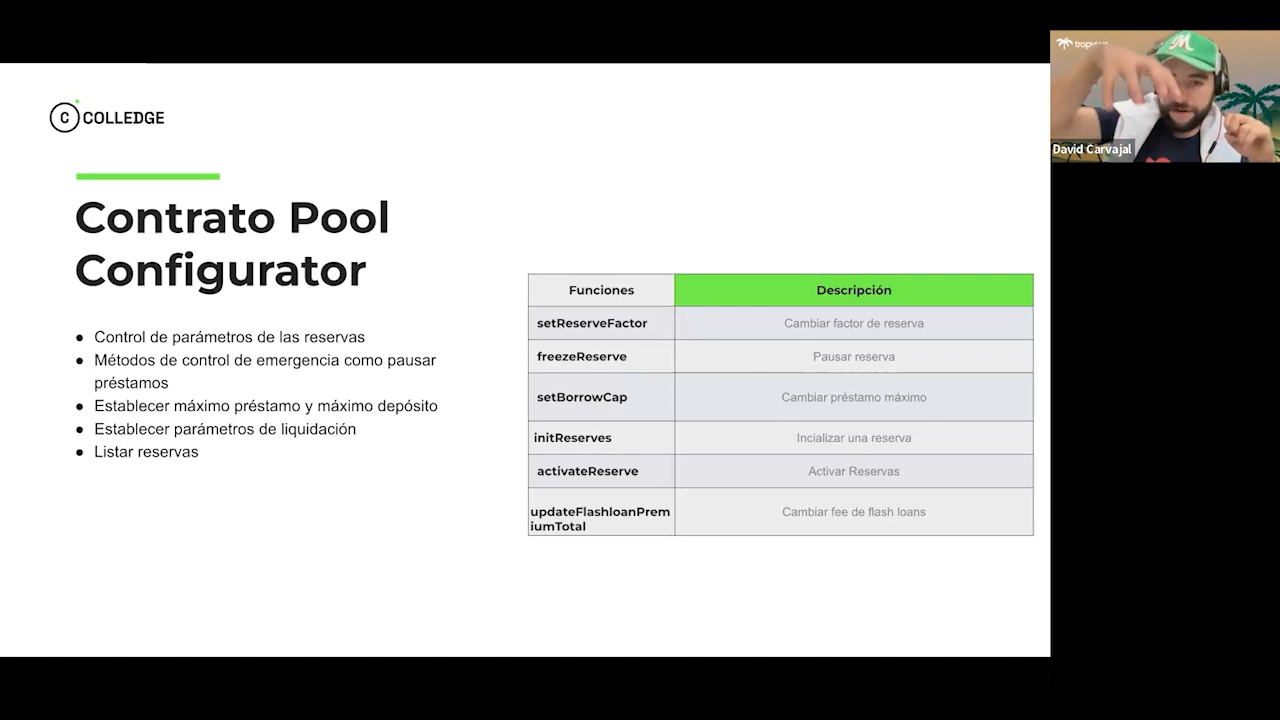 C COLLEDGE
Contrato Pool
Configurator
● Control de parámetros de las reservas
● Métodos de control de emergencia como pausar
préstamos
● Establecer máximo préstamo y máximo depósito
● Establecer parámetros de liquidación
● Listar reservas
Funciones Descripción
setReserveFactor Cambiar factor de reserva
freezeReserve Pausar reserva
setBorrowCap Cambiar préstamo máximo
initReserves Incializar una reserva
activateReserve Activar Reservas
updateFlashloanPrem
iumTotal
Cambiar fee de flash loans
M
David Carvajal